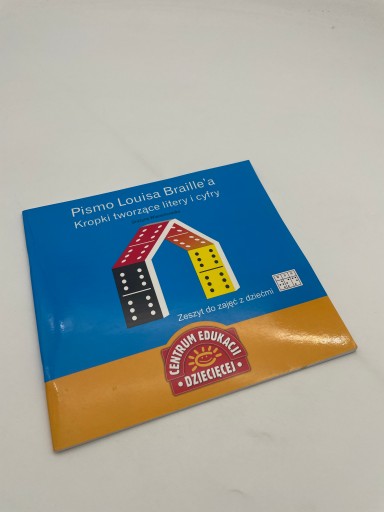 Pismo Louisa Braille'a
Kropki tworzące litery i cyfry
Zeszyt do zajęć z dziećmi
CENTRUM EDUKACJI
DZIECIĘCEJ